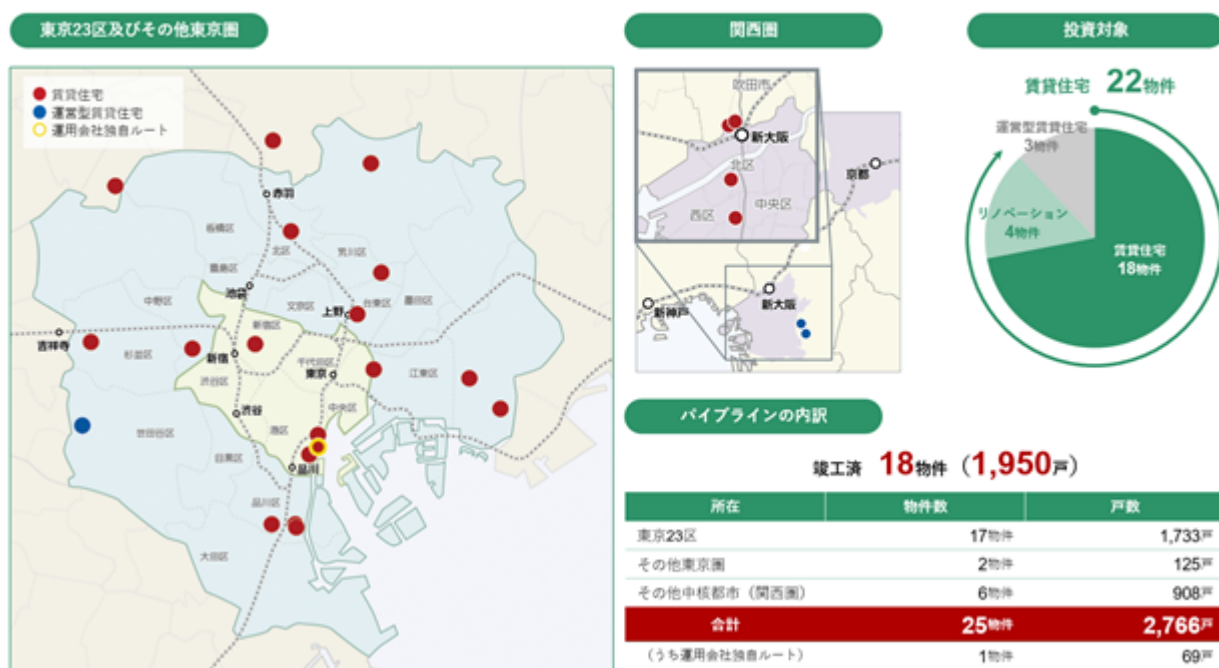 東京23区及びその他東京圏
賃貸住宅
運営型賃貸住宅
運用会社独自ルート
赤羽
板橋区
北区
荒川区
豊島区
池袋
中野区
文京区
上野
台東区
墨田区
吉祥寺
杉並区
新宿区
新宿
千代田区
東京
江東区
渋谷区
中央区
渋谷
世田谷区
港区
目黒区
品川
品川区
大田区
関西圏
吹田市
新大阪
北区
西区
中央区
京都
新大阪
新神戸
投資対象
賃貸住宅 22物件
運営型賃貸住宅
3物件
リノベーション
4物件
賃貸住宅
18物件
パイプラインの内訳
竣工済 18物件（1,950戸）
所在 物件数 戸数
東京23区 17物件 1,733戸
その他東京圏 2物件 125戸
その他中核都市（関西圏） 6物件 908戸
合計 25物件 2,766戸
（うち運用会社独自ルート） 1物件 69戸